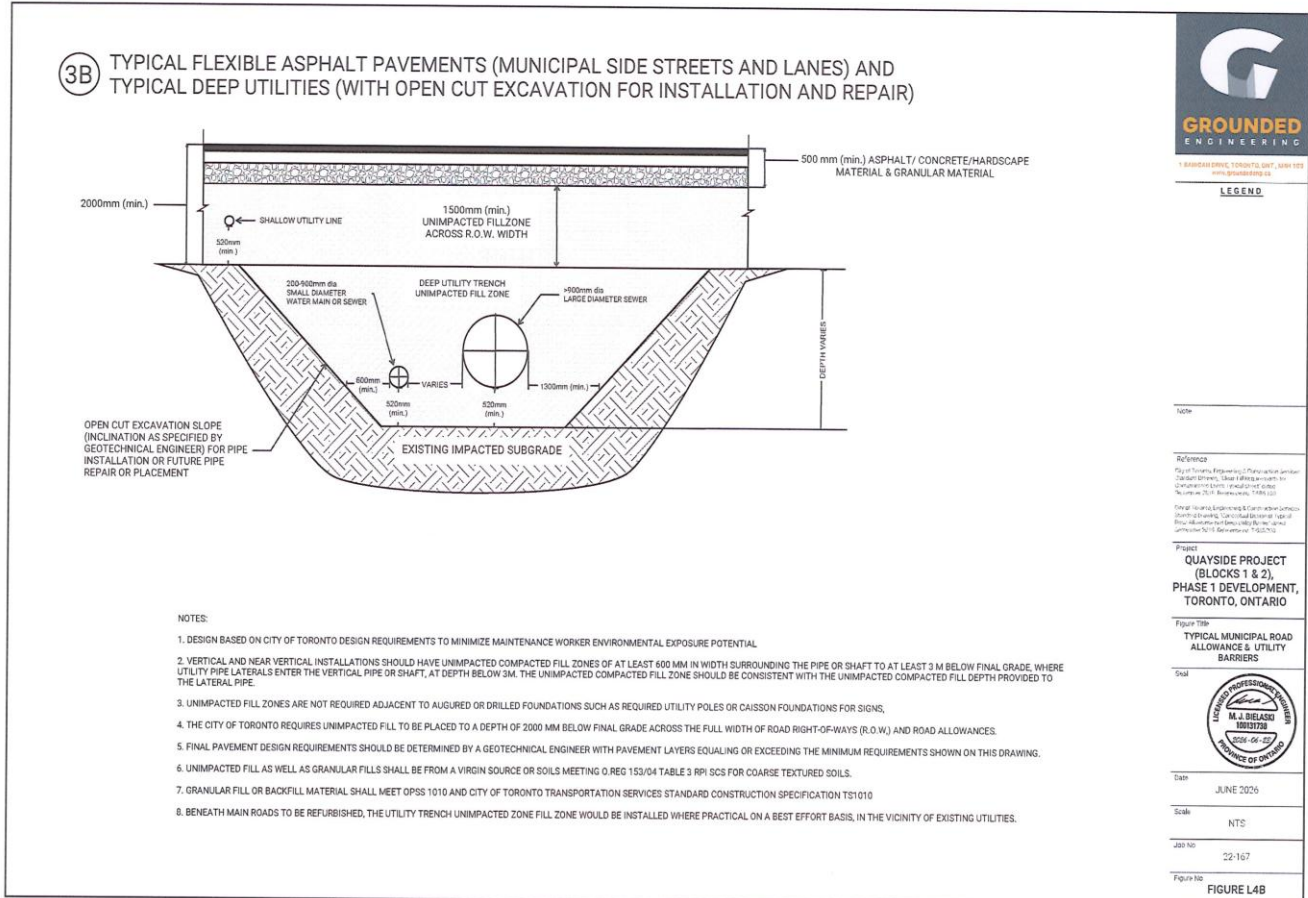 3B
TYPICAL FLEXIBLE ASPHALT PAVEMENTS (MUNICIPAL SIDE STREETS AND LANES) AND
TYPICAL DEEP UTILITIES (WITH OPEN CUT EXCAVATION FOR INSTALLATION AND REPAIR)
500 mm (min.) ASPHALT/ CONCRETE/HARDSCAPE
MATERIAL & GRANULAR MATERIAL
2000mm (min.)
SHALLOW UTILITY LINE
520mm
(min.)
1500mm (min.)
UNIMPACTED FILLZONE
ACROSS R.O.W. WIDTH
200-900mm dia
SMALL DIAMETER
WATER MAIN OR SEWER
DEEP UTILITY TRENCH
UNIMPACTED FILL ZONE
>900mm dia
LARGE DIAMETER SEWER
DEPTH VARIES
600mm
(min.)
VARIES
1300mm (min.)
520mm
(min.)
520mm
(min.)
OPEN CUT EXCAVATION SLOPE
(INCLINATION AS SPECIFIED BY
GEOTECHNICAL ENGINEER) FOR PIPE
INSTALLATION OR FUTURE PIPE
REPAIR OR PLACEMENT
EXISTING IMPACTED SUBGRADE
NOTES:
1. DESIGN BASED ON CITY OF TORONTO DESIGN REQUIREMENTS TO MINIMIZE MAINTENANCE WORKER ENVIRONMENTAL EXPOSURE POTENTIAL
2. VERTICAL AND NEAR VERTICAL INSTALLATIONS SHOULD HAVE UNIMPACTED COMPACTED FILL ZONES OF AT LEAST 600 MM IN WIDTH SURROUNDING THE PIPE OR SHAFT TO AT LEAST 3 M BELOW FINAL GRADE, WHERE
UTILITY PIPE LATERALS ENTER THE VERTICAL PIPE OR SHAFT, AT DEPTH BELOW 3M. THE UNIMPACTED COMPACTED FILL ZONE SHOULD BE CONSISTENT WITH THE UNIMPACTED COMPACTED FILL DEPTH PROVIDED TO
THE LATERAL PIPE.
3. UNIMPACTED FILL ZONES ARE NOT REQUIRED ADJACENT TO AUGURED OR DRILLED FOUNDATIONS SUCH AS REQUIRED UTILITY POLES OR CAISSON FOUNDATIONS FOR SIGNS,
4. THE CITY OF TORONTO REQUIRES UNIMPACTED FILL TO BE PLACED TO A DEPTH OF 2000 MM BELOW FINAL GRADE ACROSS THE FULL WIDTH OF ROAD RIGHT-OF-WAYS (R.O.W.) AND ROAD ALLOWANCES.
5. FINAL PAVEMENT DESIGN REQUIREMENTS SHOULD BE DETERMINED BY A GEOTECHNICAL ENGINEER WITH PAVEMENT LAYERS EQUALING OR EXCEEDING THE MINIMUM REQUIREMENTS SHOWN ON THIS DRAWING.
6. UNIMPACTED FILL AS WELL AS GRANULAR FILLS SHALL BE FROM A VIRGIN SOURCE OR SOILS MEETING O.REG 153/04 TABLE 3 RPI SCS FOR COARSE TEXTURED SOILS.
7. GRANULAR FILL OR BACKFILL MATERIAL SHALL MEET OPSS 1010 AND CITY OF TORONTO TRANSPORTATION SERVICES STANDARD CONSTRUCTION SPECIFICATION TS1010
8. BENEATH MAIN ROADS TO BE REFURBISHED, THE UTILITY TRENCH UNIMPACTED ZONE FILL ZONE WOULD BE INSTALLED WHERE PRACTICAL ON A BEST EFFORT BASIS, IN THE VICINITY OF EXISTING UTILITIES.
GROUNDED
ENGINEERING
www.groundedeng.ca
LEGEND
Note
Reference
Project
QUAYSIDE PROJECT
(BLOCKS 1 & 2),
PHASE 1 DEVELOPMENT,
TORONTO, ONTARIO
Figure Title
TYPICAL MUNICIPAL ROAD
ALLOWANCE & UTILITY
BARRIERS
Seal
LICENSED PROFESSIONAL ENGINEER
M. J. BIELASKI
100131738
PROVINCE OF ONTARIO
Date
JUNE 2026
Scale
NTS
Job No
22-167
Figure No
FIGURE L4B